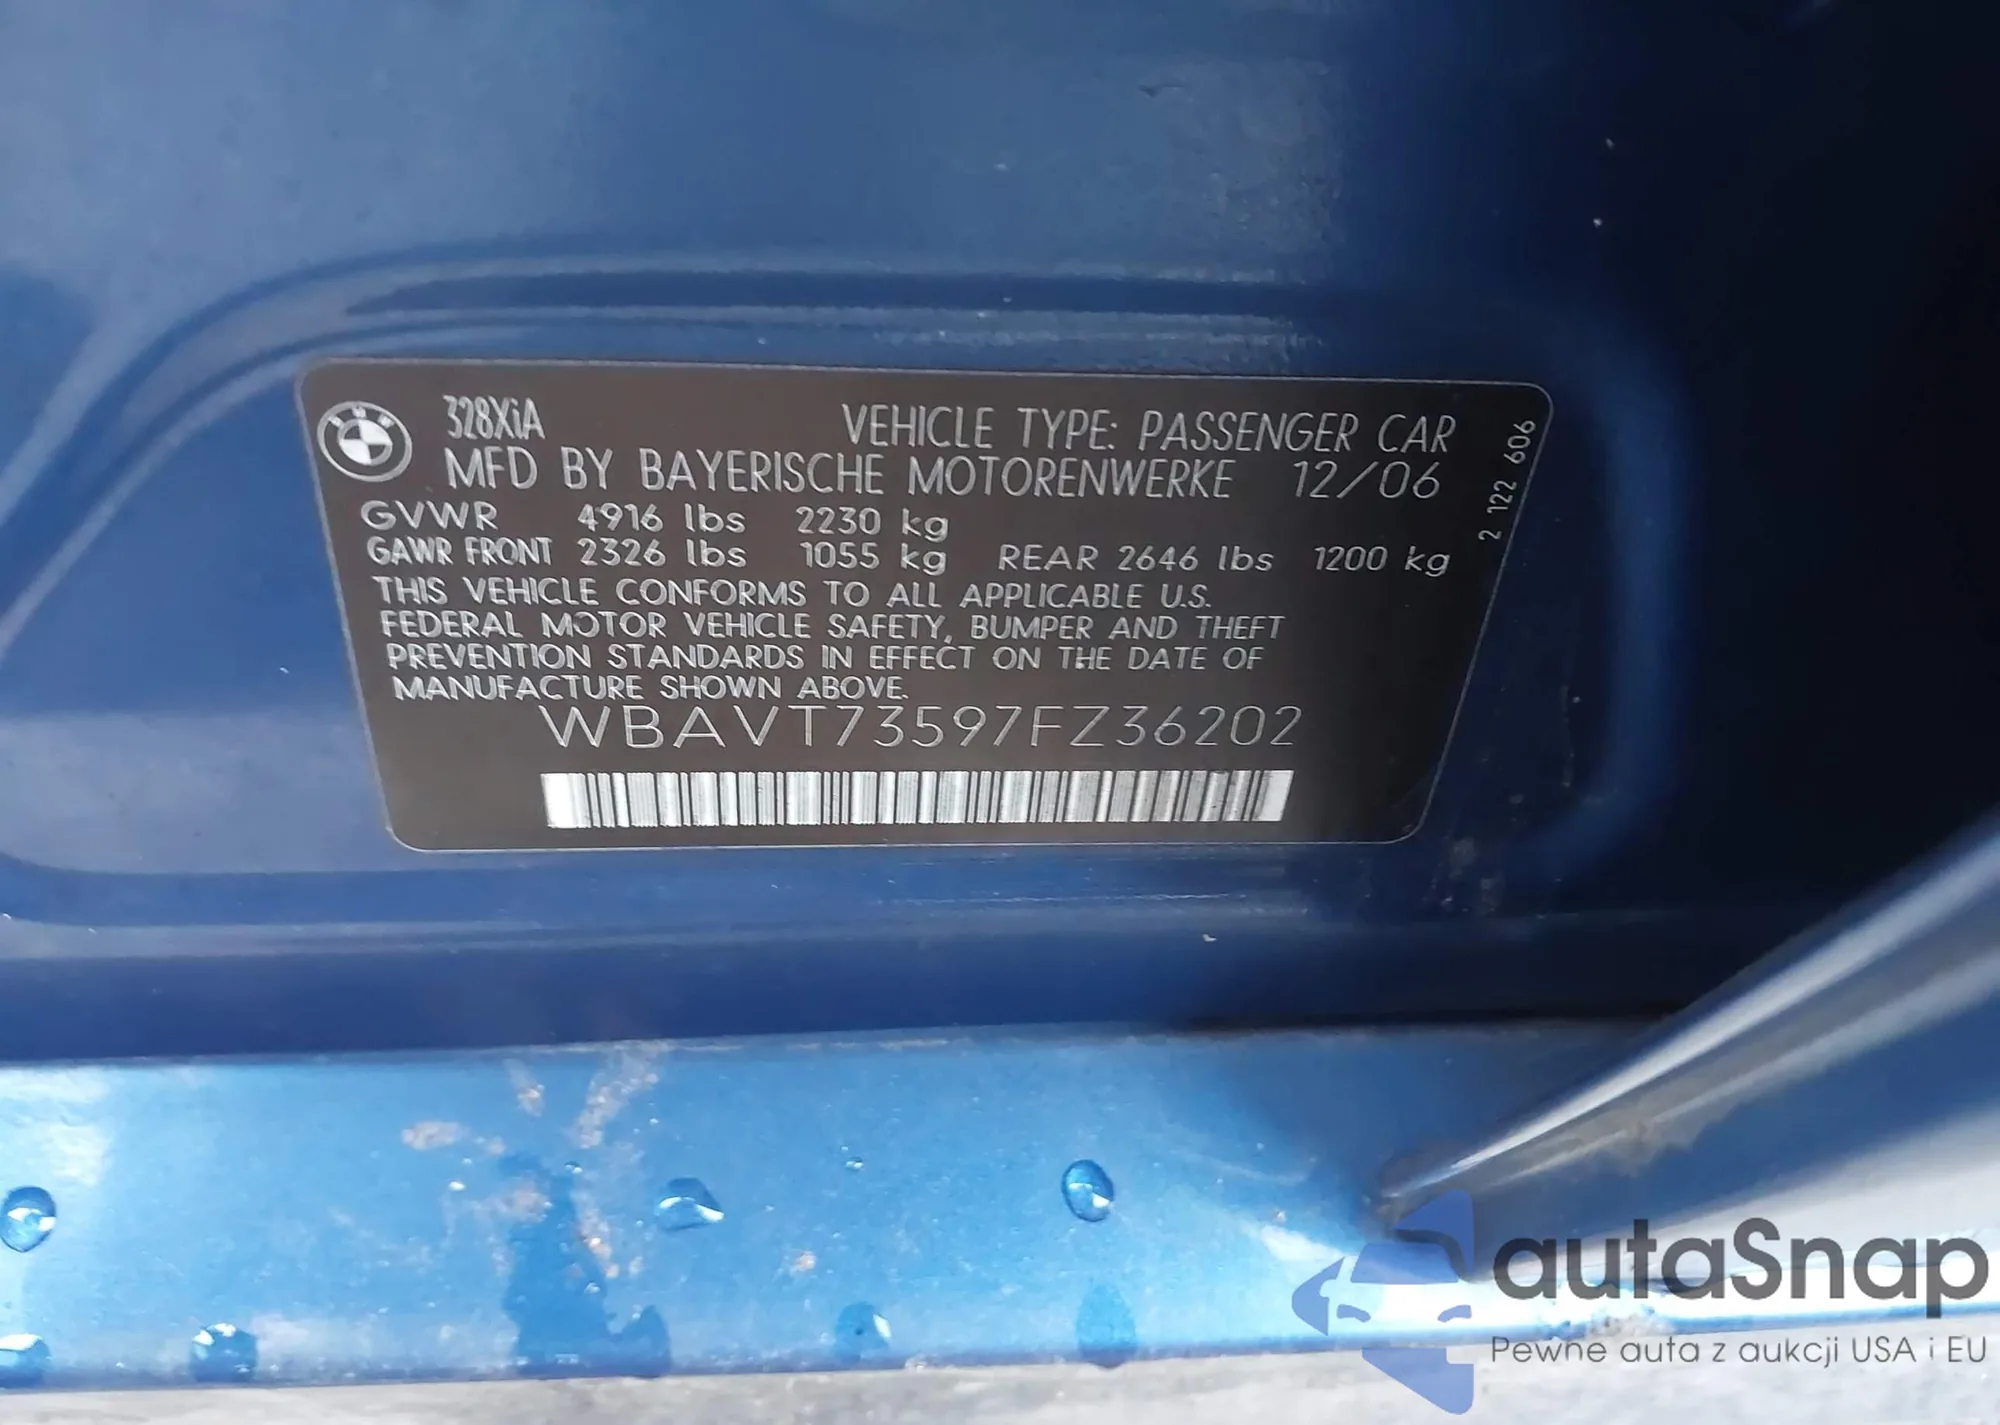 BMW
328XiA
VEHICLE TYPE: PASSENGER CAR
MFD BY BAYERISCHE MOTORENWERKE 12/06
GVWR 4916 lbs 2230 kg
GAWR FRONT 2326 lbs 1055 kg REAR 2646 lbs 1200 kg
THIS VEHICLE CONFORMS TO ALL APPLICABLE U.S.
FEDERAL MOTOR VEHICLE SAFETY, BUMPER AND THEFT
PREVENTION STANDARDS IN EFFECT ON THE DATE OF
MANUFACTURE SHOWN ABOVE.
WBAVT73597FZ36202
2 122 606
autaSnap
Pewne auta z aukcji USA i EU